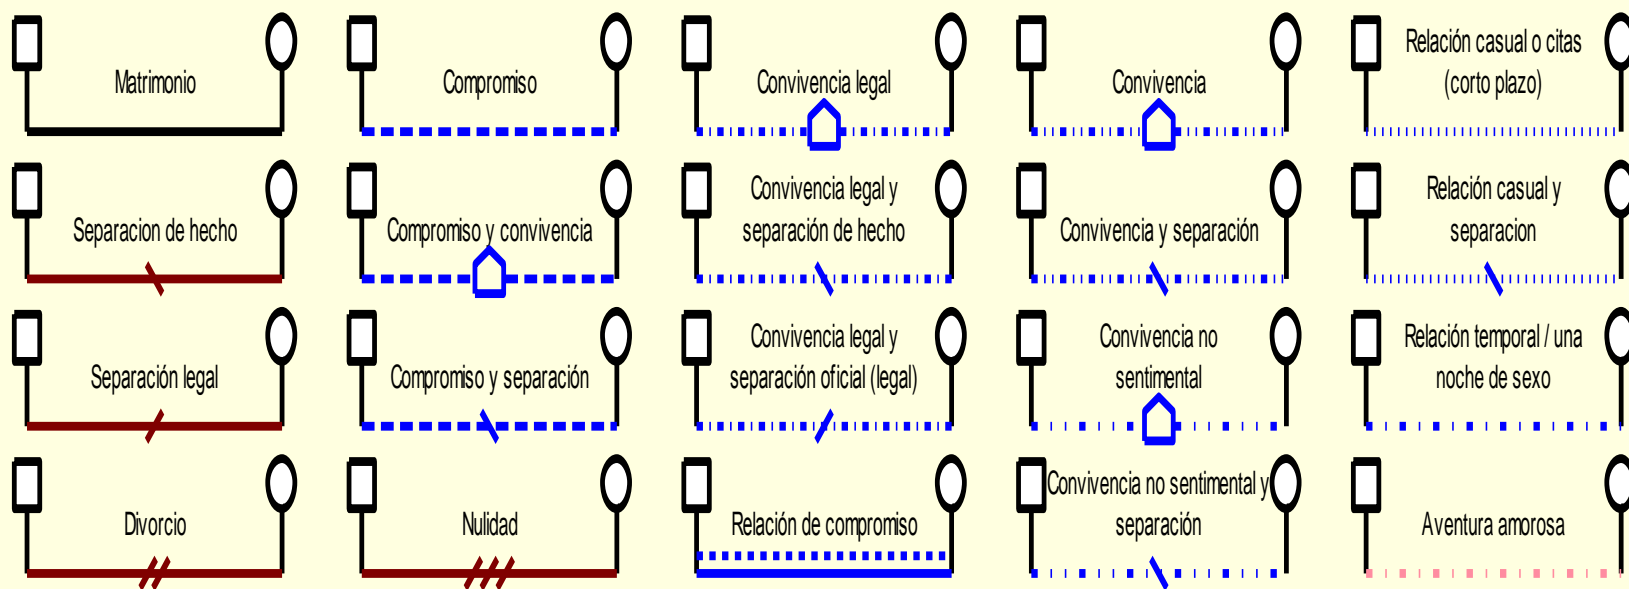 Matrimonio
Compromiso
Convivencia legal
Convivencia
Relación casual o citas
(corto plazo)
Separacion de hecho
Compromiso y convivencia
Convivencia legal y
separación de hecho
Convivencia y separación
Relación casual y
separacion
Separación legal
Compromiso y separación
Convivencia legal y
separación oficial (legal)
Convivencia no
sentimental
Relación temporal / una
noche de sexo
Divorcio
Nulidad
Relación de compromiso
Convivencia no sentimental y
separación
Aventura amorosa